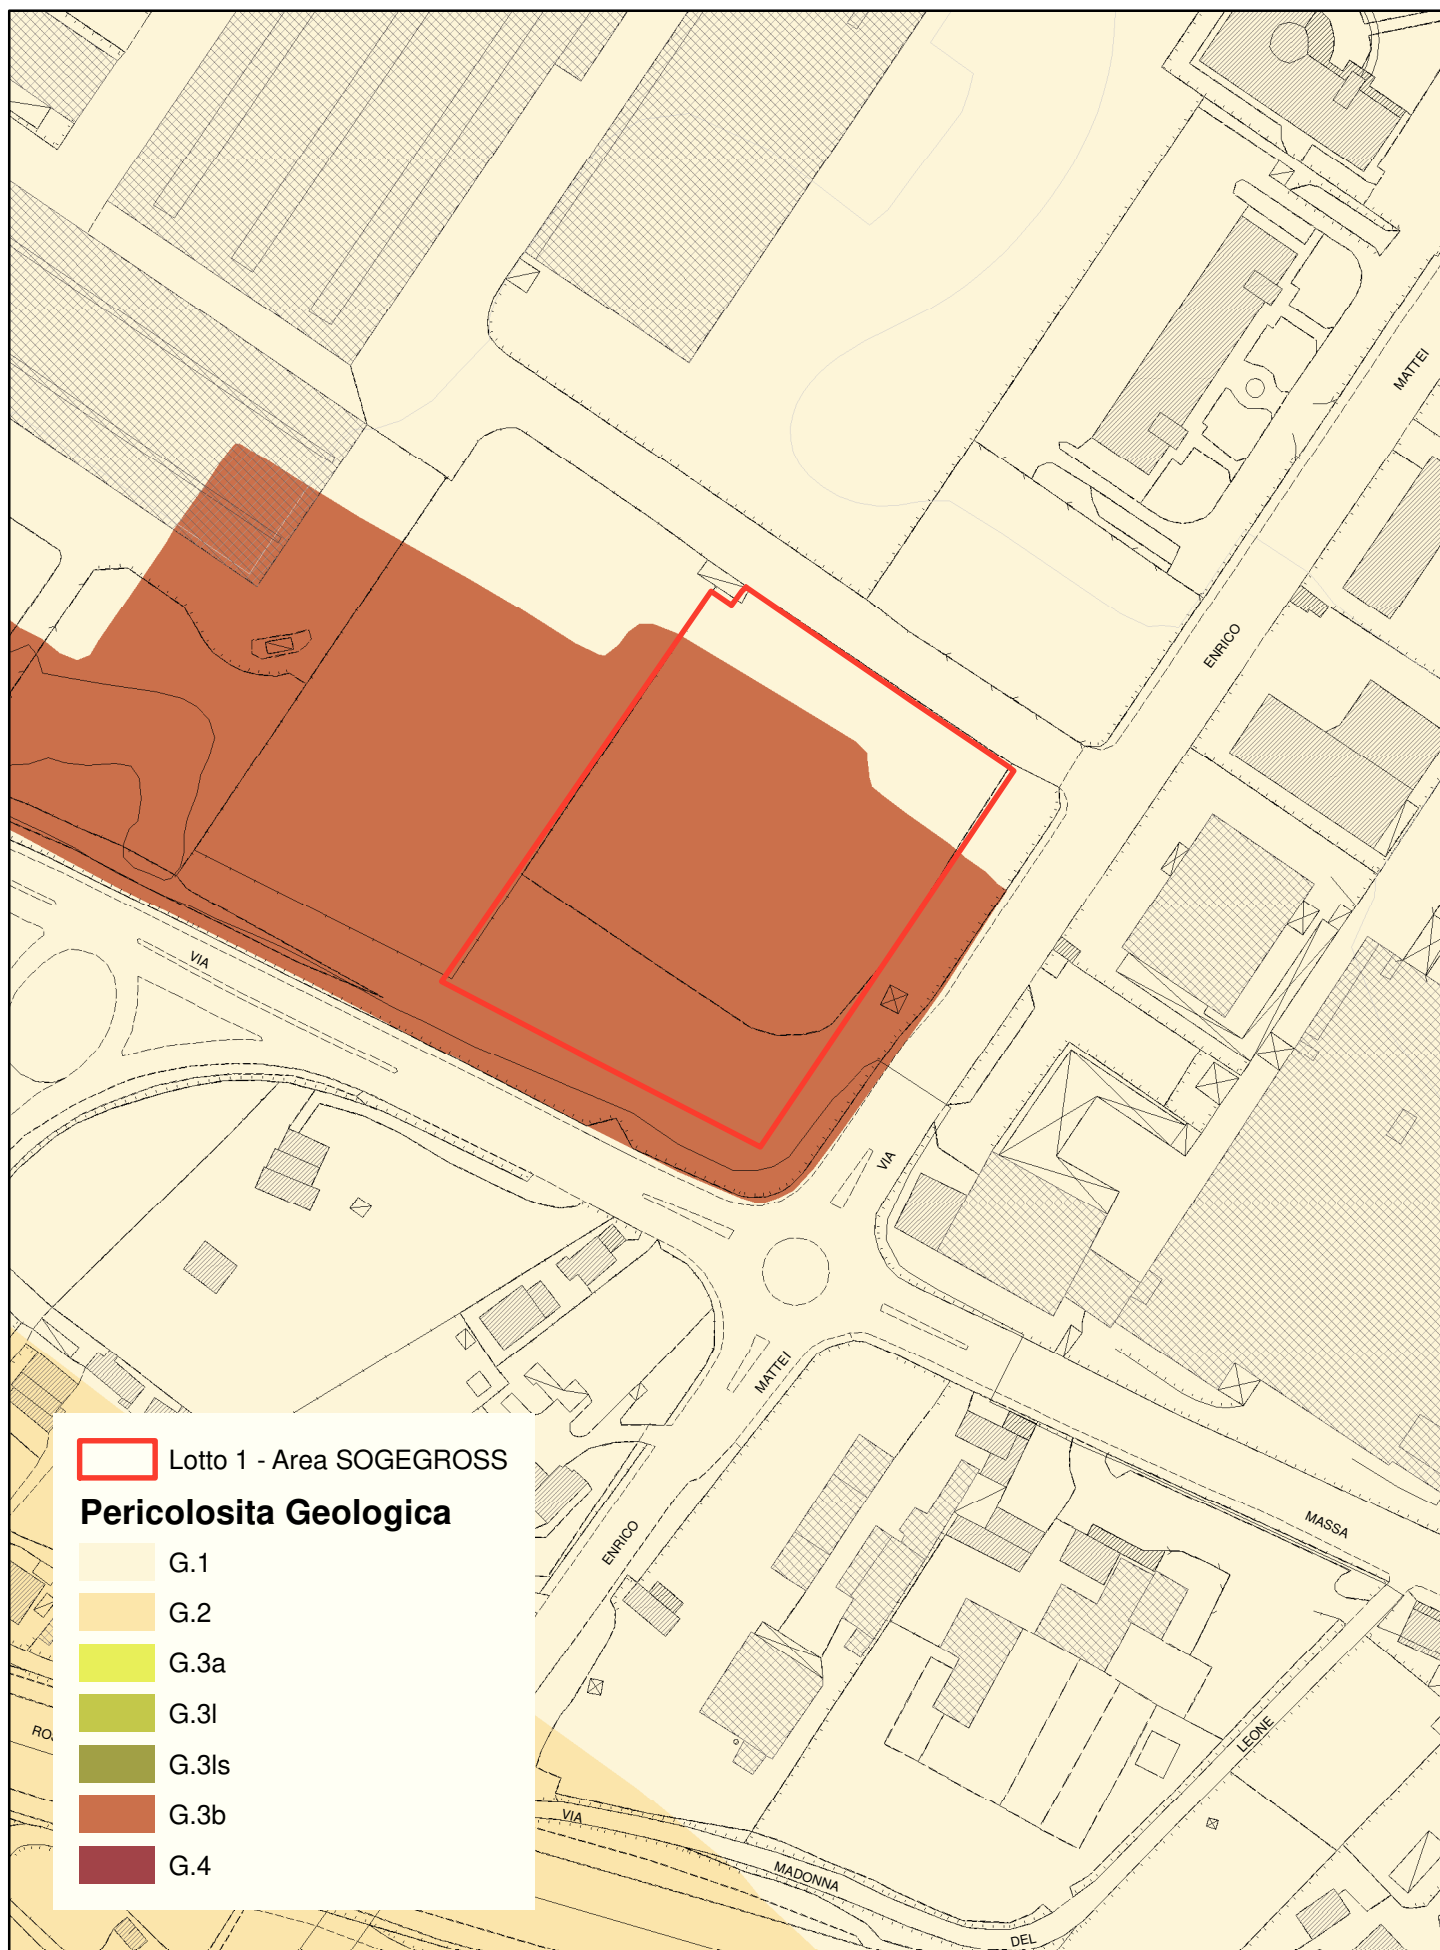 MATTEI
ENRICO
VIA
VIA
MATTEI
ENRICO
MASSA
LEONE
VIA
MADONNA
DEL
Lotto 1 - Area SOGEGROSS
Pericolosita Geologica
G.1
G.2
G.3a
G.3l
G.3ls
G.3b
G.4